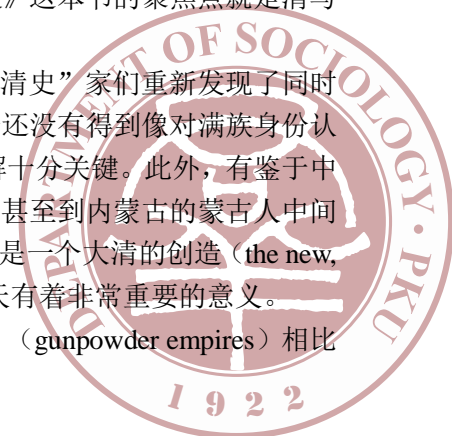 》这本书的聚焦点就是清与
清史”家们重新发现了同时
还没有得到像对满族身份认
解十分关键。此外，有鉴于中
甚至到内蒙古的蒙古人中间
是一个大清的创造（the new,
天有着非常重要的意义。
（gunpowder empires）相比
DEPARTMENT OF SOCIOLOGY · PKU
1922